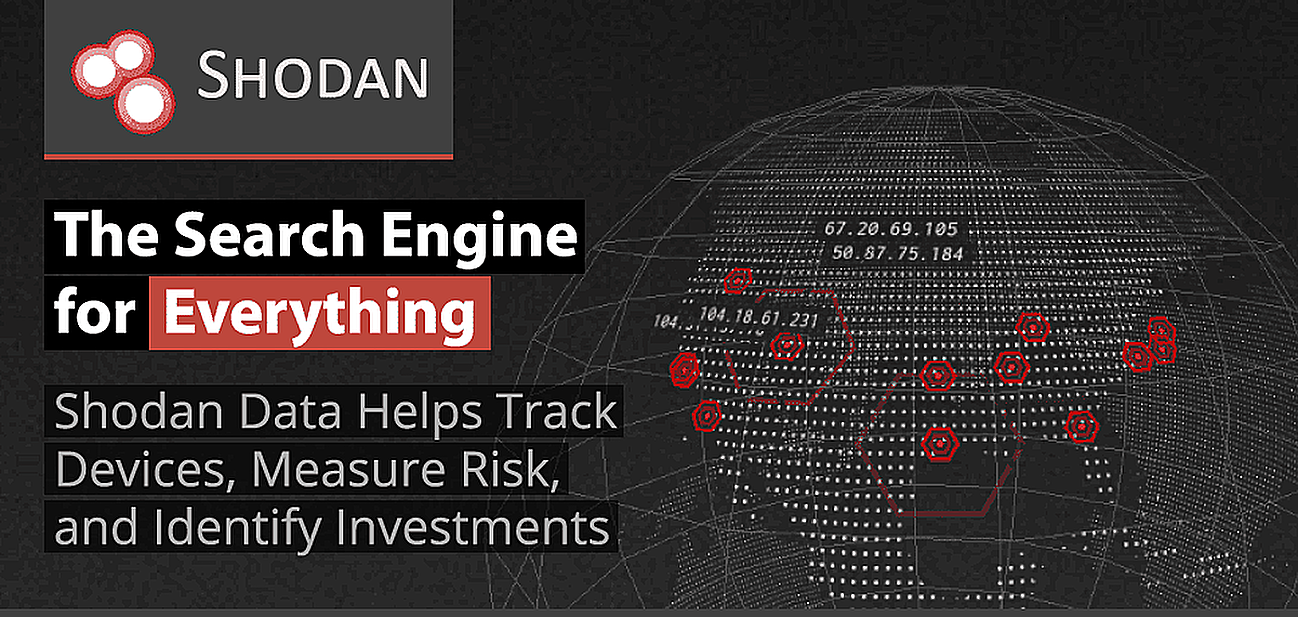 SHODAN
The Search Engine
for Everything
Shodan Data Helps Track
Devices, Measure Risk,
and Identify Investments
67.20.69.105
50.87.75.184
104.18.61.231
104.